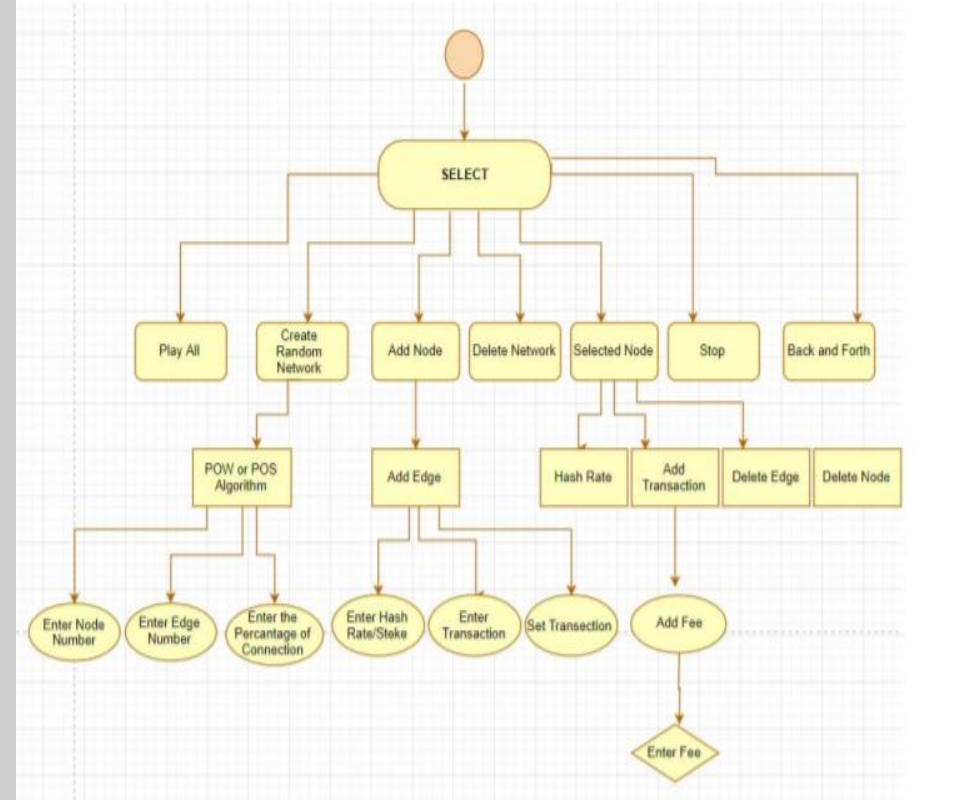 SELECT
Play All
Create
Random
Network
Add Node
Delete Network
Selected Node
Stop
Back and Forth
POW or POS
Algorithm
Add Edge
Hash Rate
Add
Transaction
Delete Edge
Delete Node
Enter Node
Number
Enter Edge
Number
Enter the
Percantage of
Connection
Enter Hash
Rate/Steke
Enter
Transaction
Set Transection
Add Fee
Enter Fee